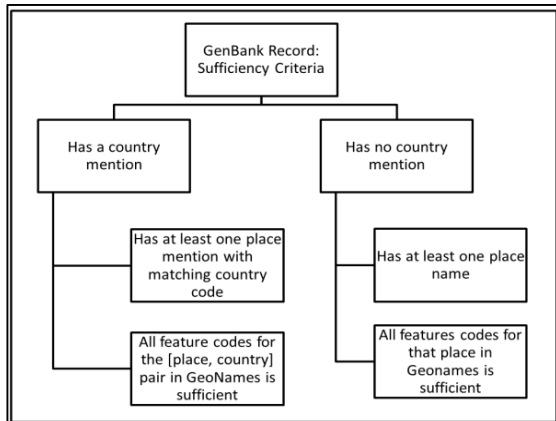 GenBank Record:
Sufficiency Criteria
Has a country
mention
Has no country
mention
Has at least one place
mention with
matching country
code
Has at least one place
name
All feature codes for
the [place, country]
pair in GeoNames is
sufficient
All features codes for
that place in
Geonames is
sufficient